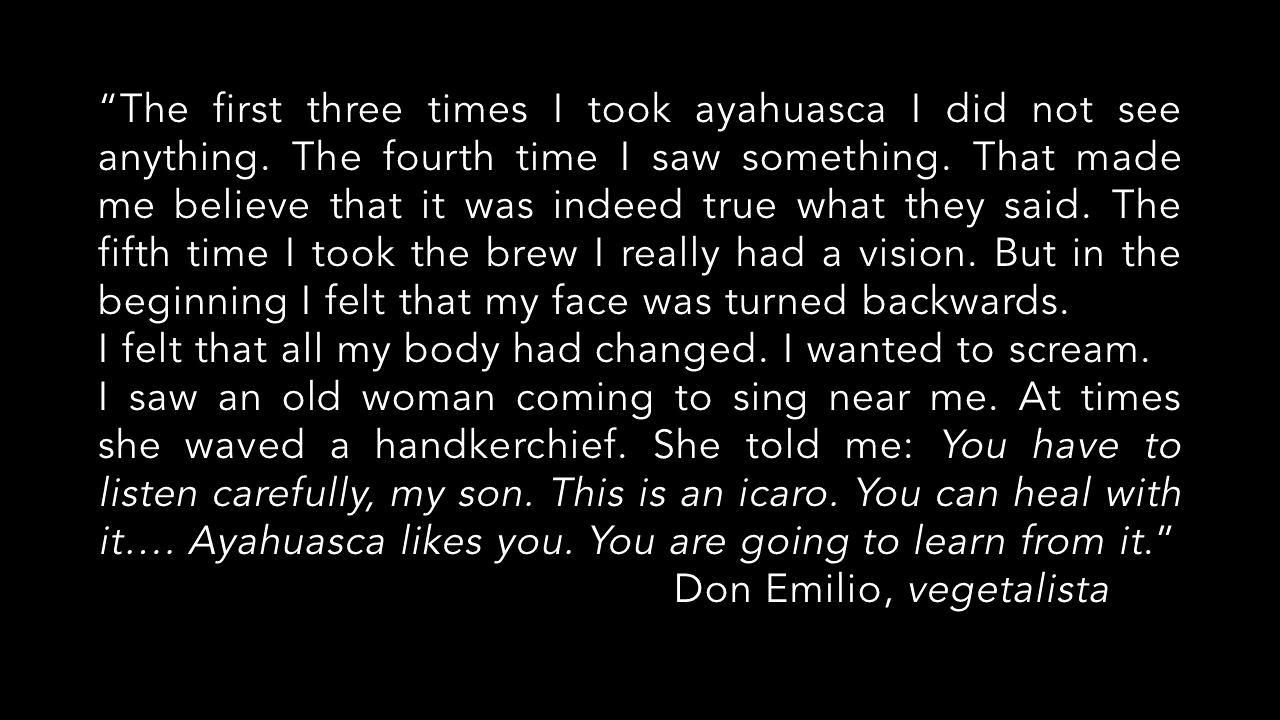 “The first three times I took ayahuasca I did not see
anything. The fourth time I saw something. That made
me believe that it was indeed true what they said. The
fifth time I took the brew I really had a vision. But in the
beginning I felt that my face was turned backwards.
I felt that all my body had changed. I wanted to scream.
I saw an old woman coming to sing near me. At times
she waved a handkerchief. She told me: You have to
listen carefully, my son. This is an icaro. You can heal with
it…. Ayahuasca likes you. You are going to learn from it.”
Don Emilio, vegetalista